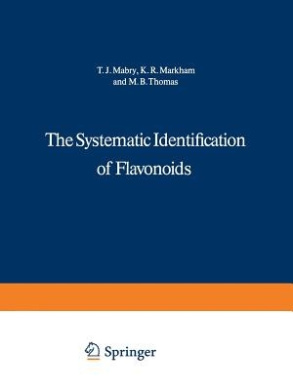 T. J. Mabry, K. R. Markham
and M. B. Thomas
The Systematic Identification
of Flavonoids
Springer